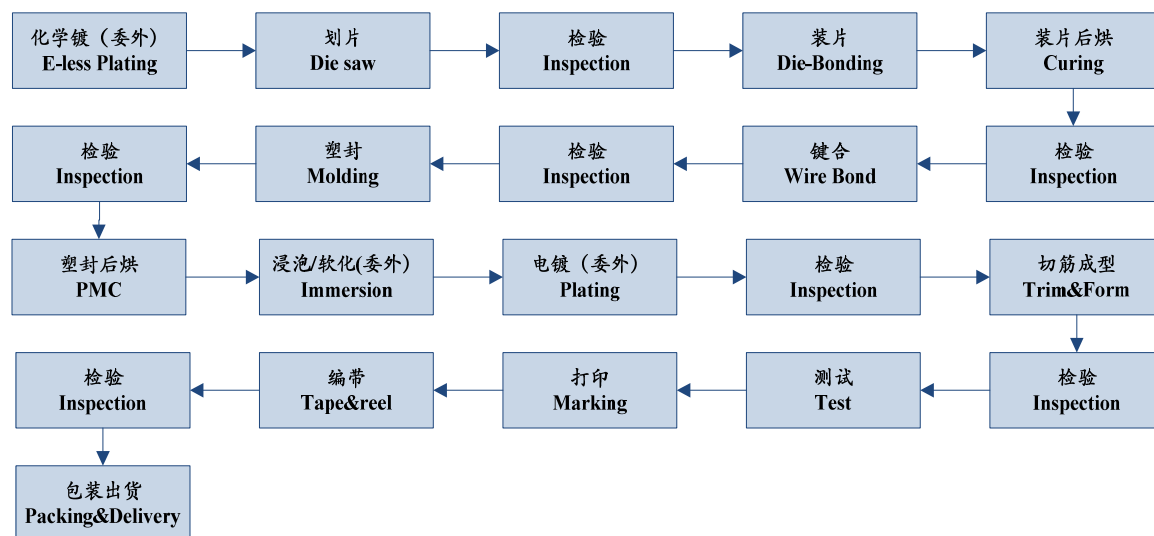 化学镀（委外）
E-less Plating
划片
Die saw
检验
Inspection
装片
Die-Bonding
装片后烘
Curing
检验
Inspection
键合
Wire Bond
检验
Inspection
塑封
Molding
检验
Inspection
塑封后烘
PMC
浸泡/软化(委外）
Immersion
电镀（委外）
Plating
检验
Inspection
切筋成型
Trim&Form
检验
Inspection
测试
Test
打印
Marking
编带
Tape&reel
检验
Inspection
包装出货
Packing&Delivery